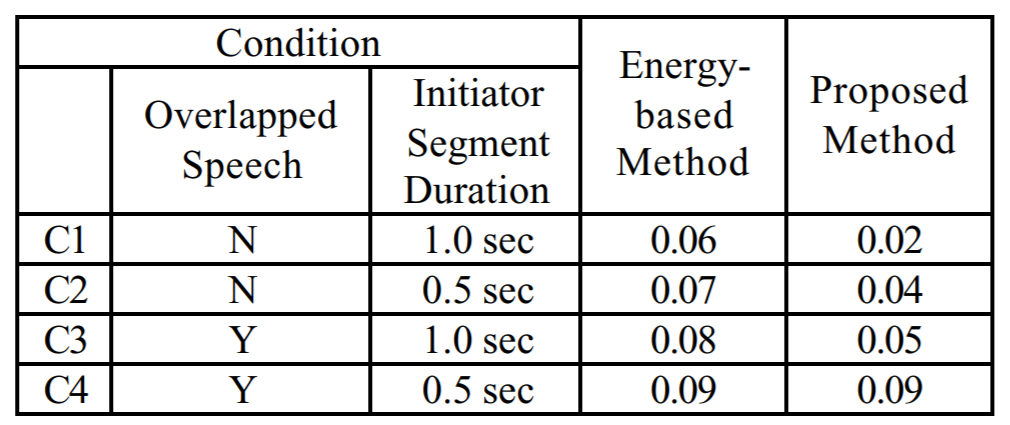 Condition
Energy-
based
Method
Proposed
Method
Overlapped
Speech
Initiator
Segment
Duration
C1 N 1.0 sec 0.06 0.02
C2 N 0.5 sec 0.07 0.04
C3 Y 1.0 sec 0.08 0.05
C4 Y 0.5 sec 0.09 0.09